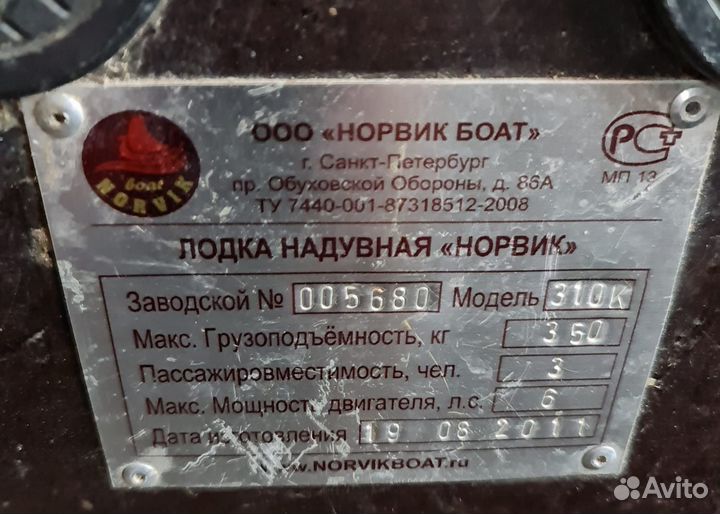 boat
NORVIK
ООО «НОРВИК БОАТ»
г. Санкт-Петербург
пр. Обуховской Обороны, д. 86А
ТУ 7440-001-87318512-2008
РСТ
МП 13
ЛОДКА НАДУВНАЯ «НОРВИК»
Заводской № 005680 Модель 310К
Макс. Грузоподъёмность, кг 350
Пассажировместимость, чел. 3
Макс. Мощность двигателя, л.с. 6
Дата изготовления 19 08 2011
www.NORVIKBOAT.ru
Avito